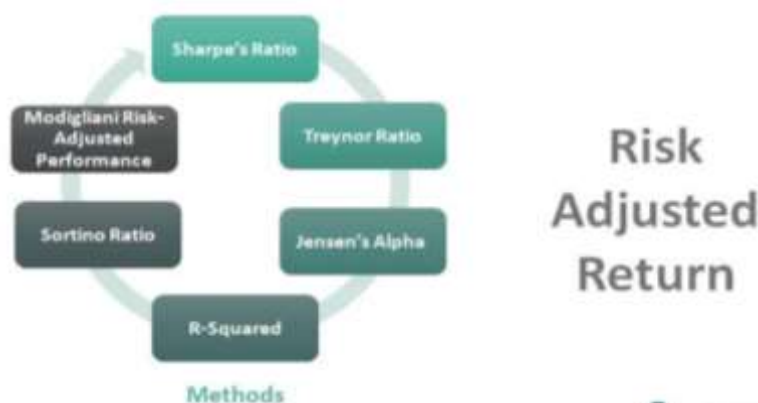 Sharpe's Ratio
Treynor Ratio
Jensen's Alpha
R-Squared
Sortino Ratio
Modigliani Risk-
Adjusted
Performance
Methods
Risk
Adjusted
Return